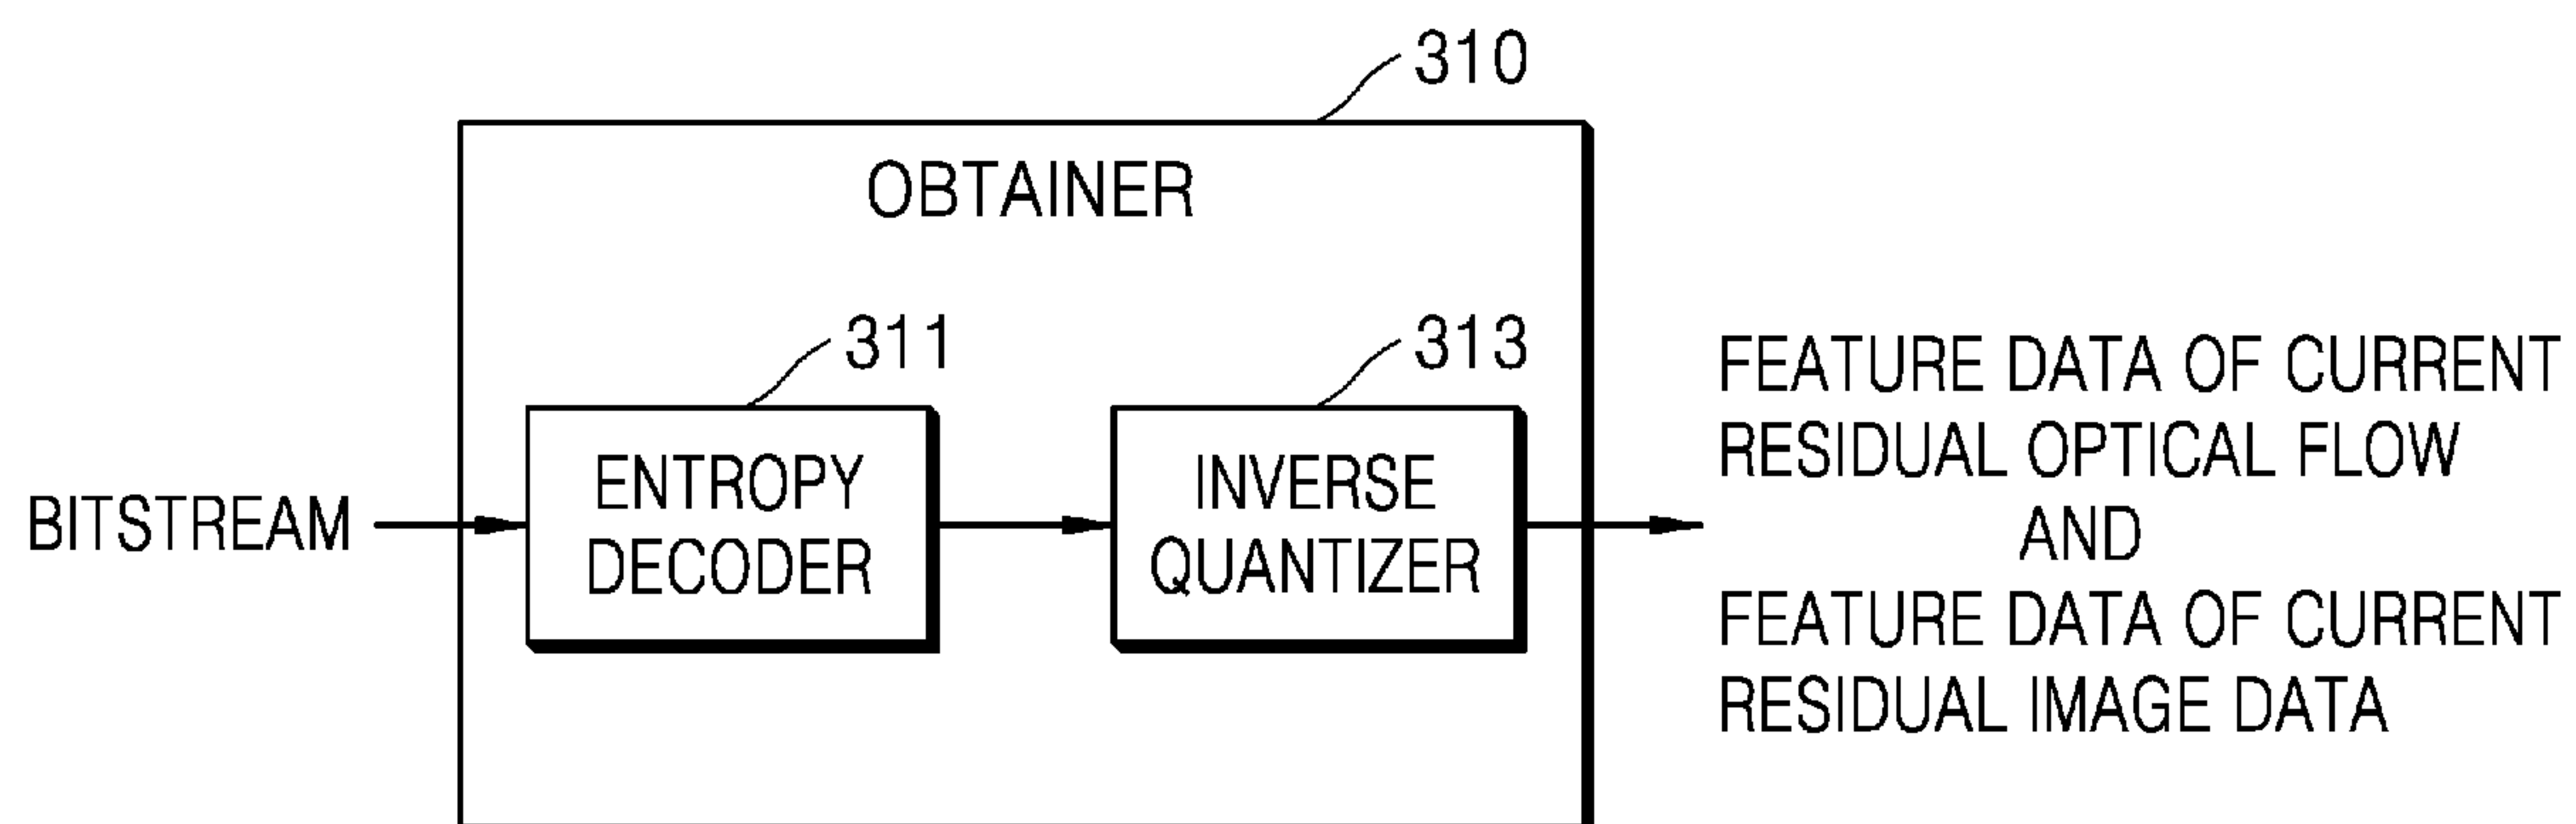 310
OBTAINER
311
313
BITSTREAM
ENTROPY
DECODER
INVERSE
QUANTIZER
FEATURE DATA OF CURRENT
RESIDUAL OPTICAL FLOW
AND
FEATURE DATA OF CURRENT
RESIDUAL IMAGE DATA